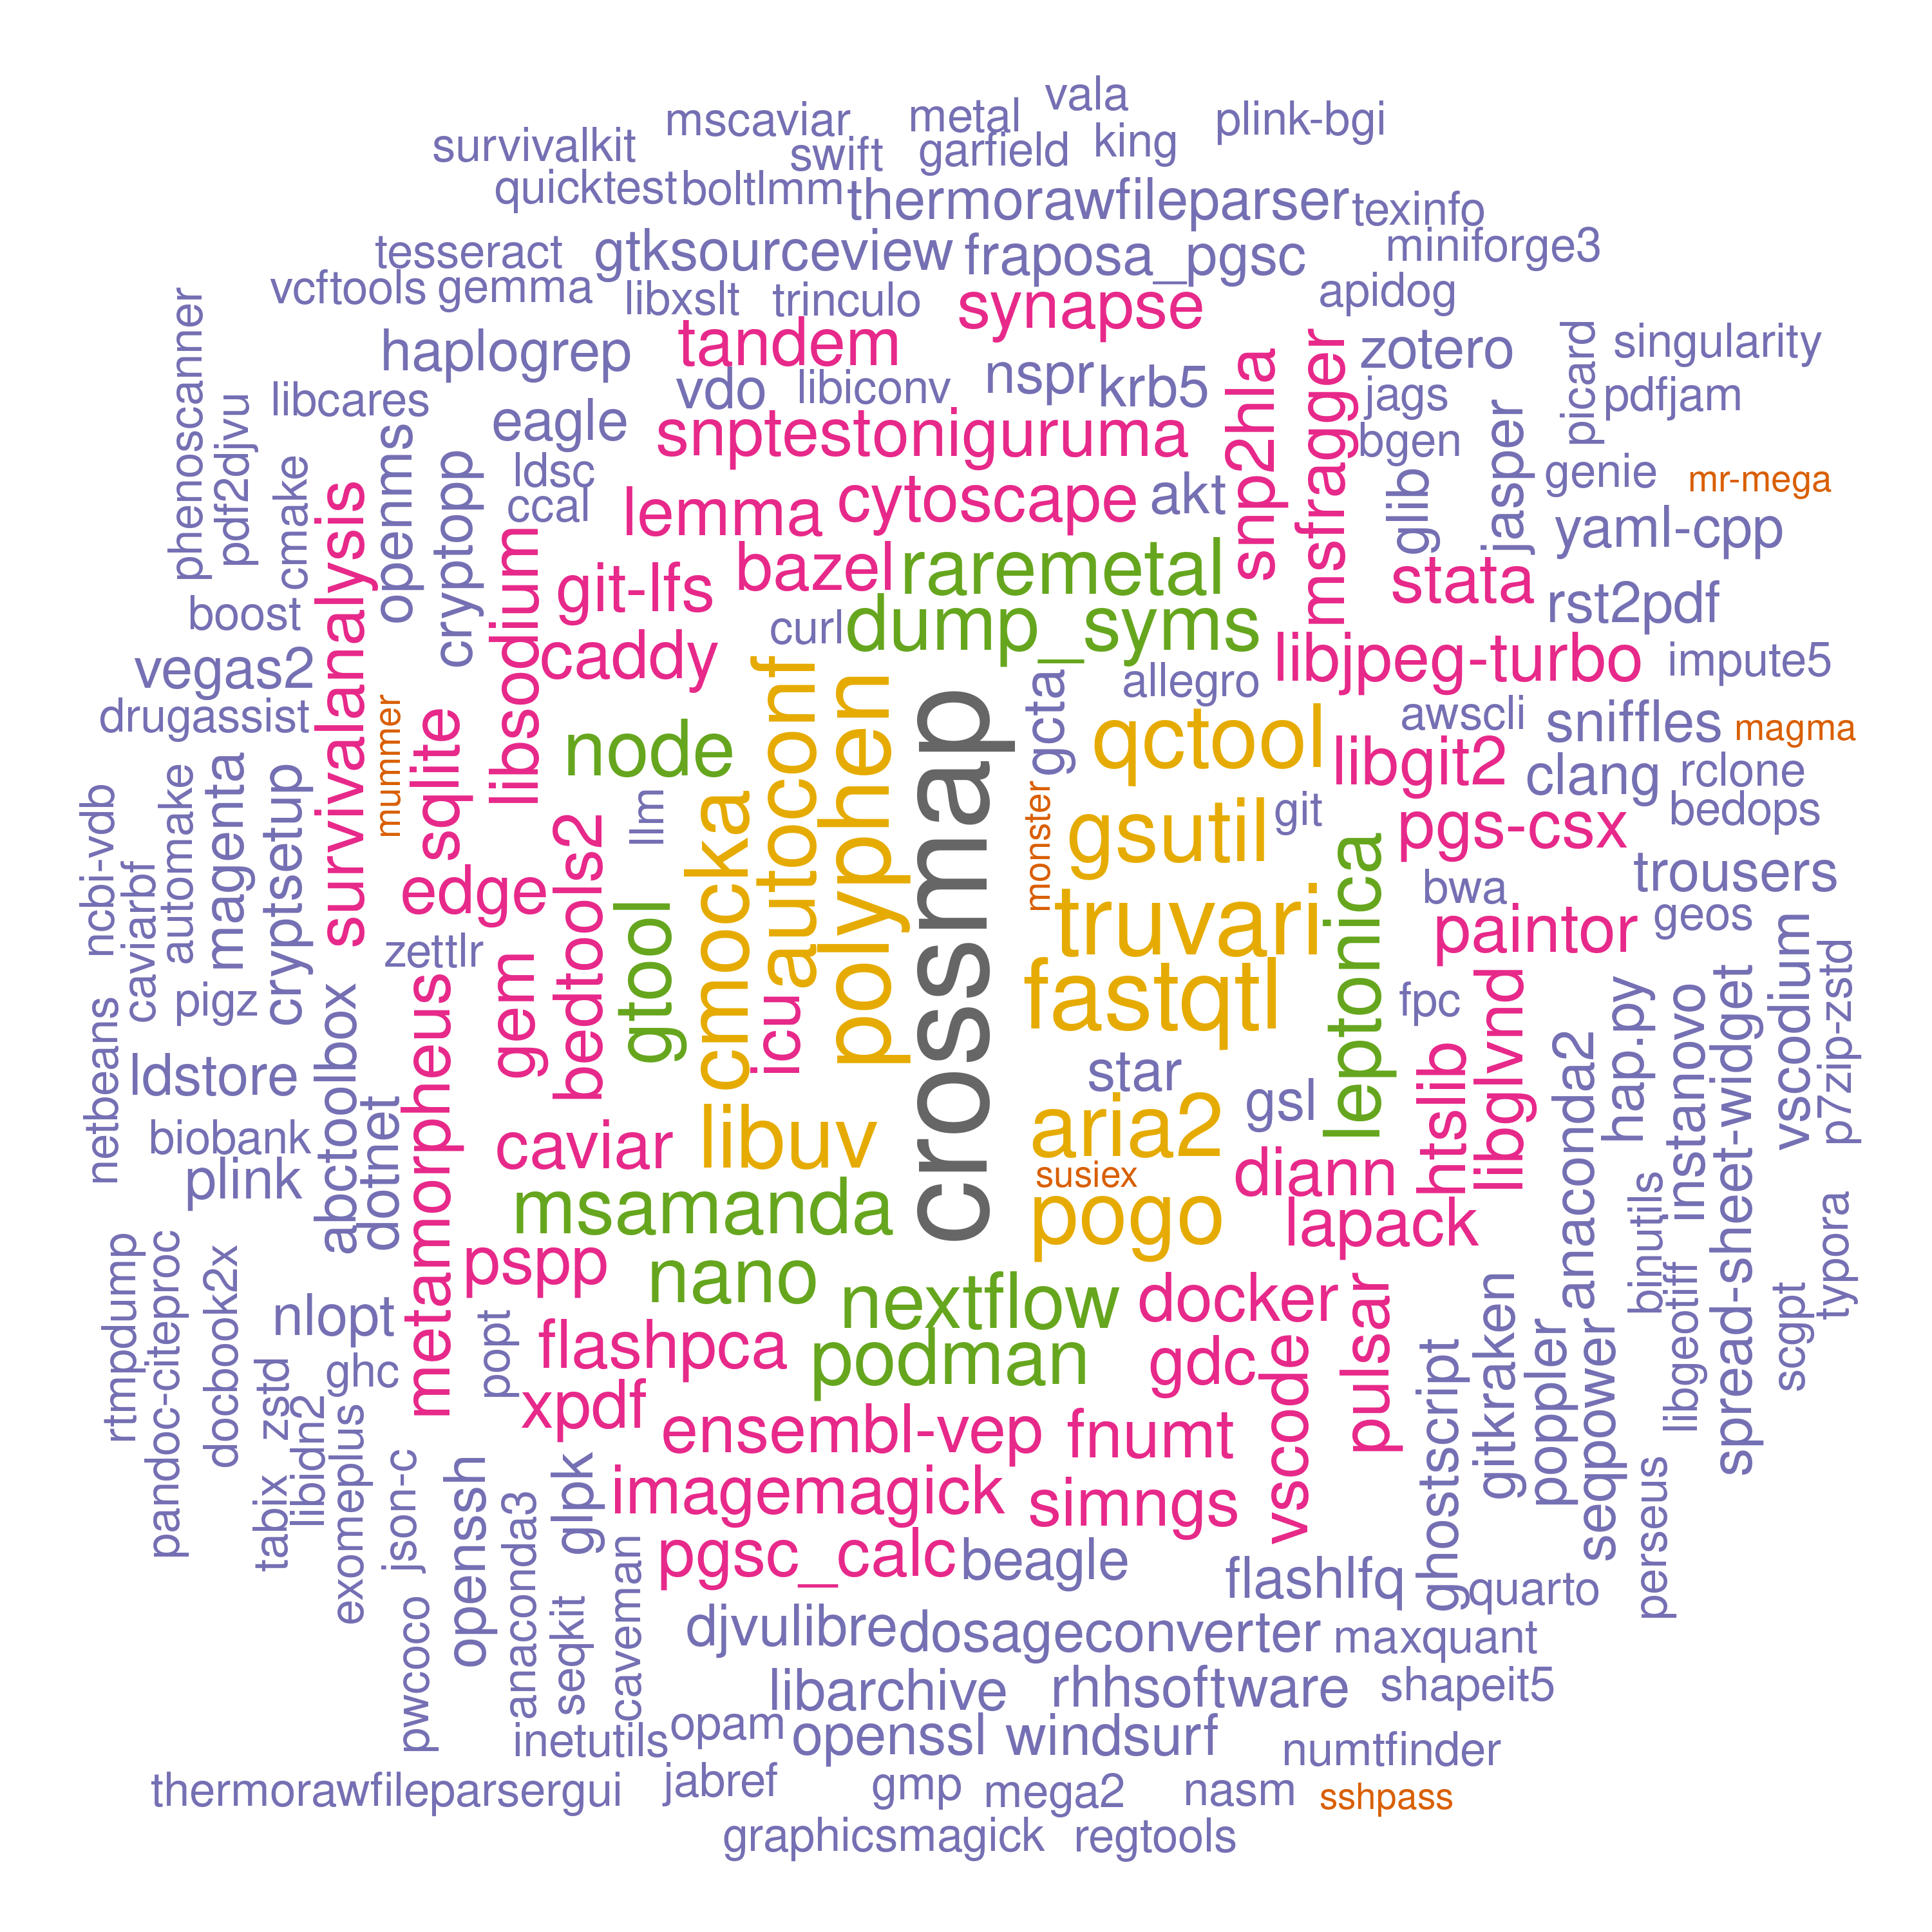 vala
mscaviar
metal
plink-bgi
survivalkit
swift
garfield
king
quicktest
boltlmm
thermorawfileparser
texinfo
tesseract
gtksourceview
fraposa_pgsc
miniforge3
vcftools
gemma
libxslt
trinculo
synapse
apidog
phenoscanner
haplogrep
tandem
zotero
picard
singularity
pdf2djvu
libcares
vdo
libiconv
nspr
krb5
snp2hla
msfragger
jags
pdfjam
eagle
snptest
oniguruma
bgen
jasper
cmake
openms
cryptopp
ldsc
ccal
lemma
cytoscape
akt
glib
genie
mr-mega
survivalanalysis
libsodium
git-lfs
bazel
raremetal
stata
yaml-cpp
boost
caddy
curl
dump_syms
rst2pdf
vegas2
autoconf
polyphen
crossmap
gcta
allegro
libjpeg-turbo
impute5
drugassist
mummer
sqlite
node
qctool
awscli
sniffles
magma
ncbi-vdb
caviarbf
automake
magenta
cryptsetup
bedtools2
llm
cmocka
monster
gsutil
git
libgit2
clang
rclone
edge
pgs-csx
bedops
zettlr
gem
gtool
icu
truvari
leptonica
bwa
trousers
netbeans
pigz
metamorpheus
fastqtl
paintor
geos
vscodium
p7zip-zstd
ldstore
abctoolbox
dotnet
star
fpc
htslib
libglvnd
anaconda2
hap.py
instanovo
spread-sheet-widget
biobank
caviar
libuv
aria2
gsl
plink
msamanda
susiex
diann
binutils
pogo
lapack
typora
rtmpdump
pandoc-citeproc
docbook2x
nlopt
pspp
nano
nextflow
docker
pulsar
libgeotiff
scgpt
zstd
ghc
popt
flashpca
podman
gdc
vscode
ghostscript
gitkraken
poppler
seqpower
tabix
libidn2
exomeplus
json-c
xpdf
ensembl-vep
fnumt
openssh
anaconda3
glpk
imagemagick
simngs
perseus
pwcoco
seqkit
caveman
pgsc_calc
beagle
flashlfq
quarto
djvulibre
dosageconverter
maxquant
libarchive
rhhsoftware
shapeit5
inetutils
opam
openssl
windsurf
numtfinder
thermorawfileparsergui
jabref
gmp
mega2
nasm
sshpass
graphicsmagick
regtools